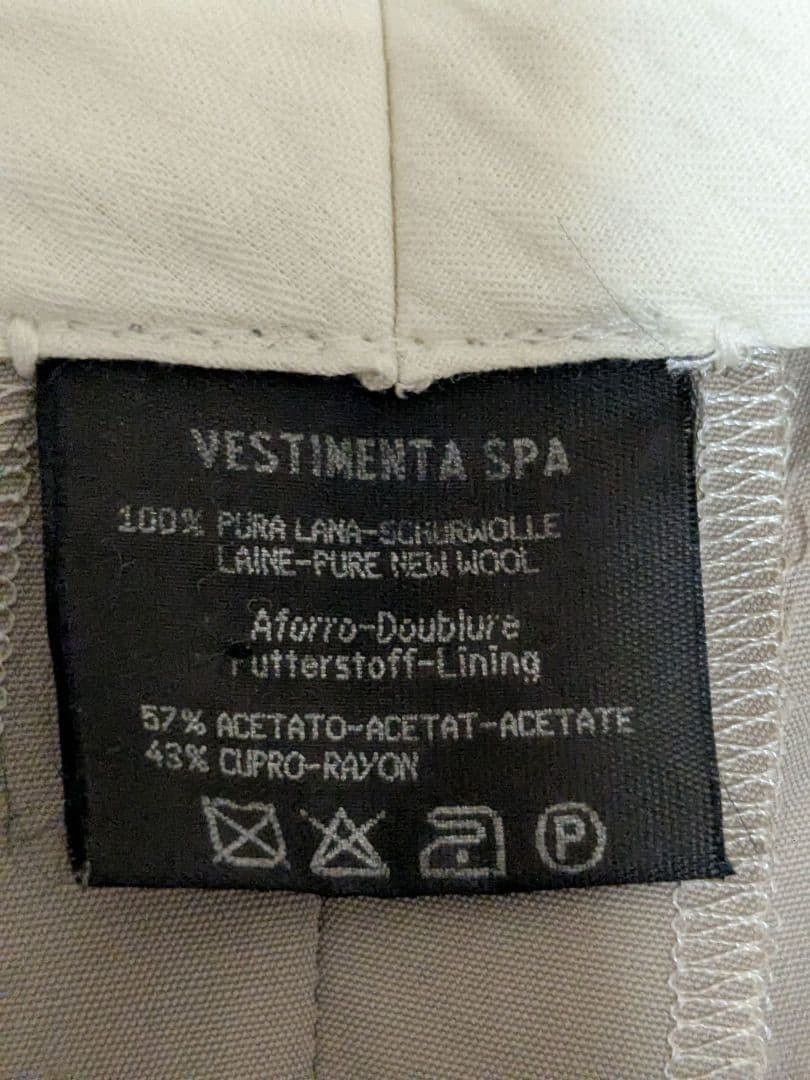 VESTIMENTA SPA
100% PURA LANA-SCHURWOLLE
LAINE-PURE NEW WOOL
Aforro-Doublure
Futterstoff-Lining
57% ACETATO-ACETAT-ACETATE
43% CUPRO-RAYON
P